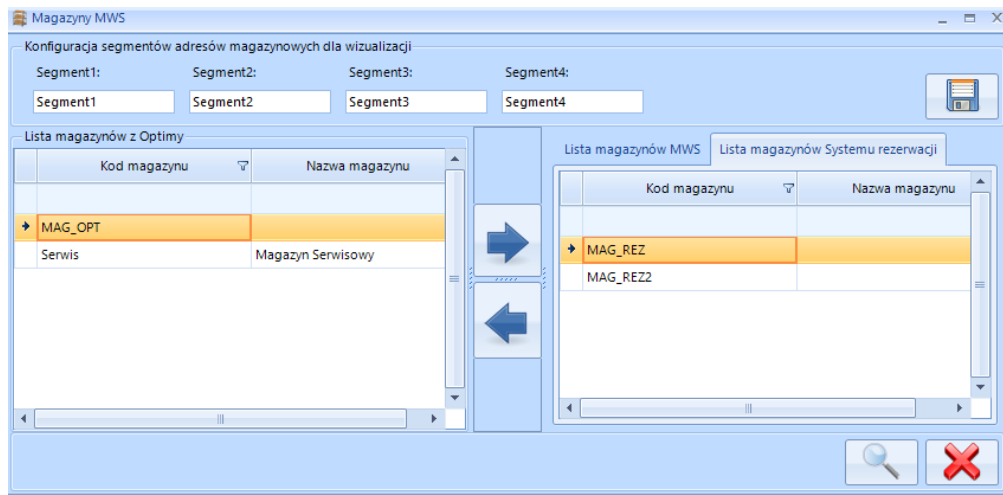 Magazyny MWS
Konfiguracja segmentów adresów magazynowych dla wizualizacji
Segment1: Segment2: Segment3: Segment4:
Segment1 Segment2 Segment3 Segment4
Lista magazynów z Optimy
Kod magazynu Nazwa magazynu
MAG_OPT
Serwis Magazyn Serwisowy
Lista magazynów MWS Lista magazynów Systemu rezerwacji
Kod magazynu Nazwa magazynu
MAG_REZ
MAG_REZ2